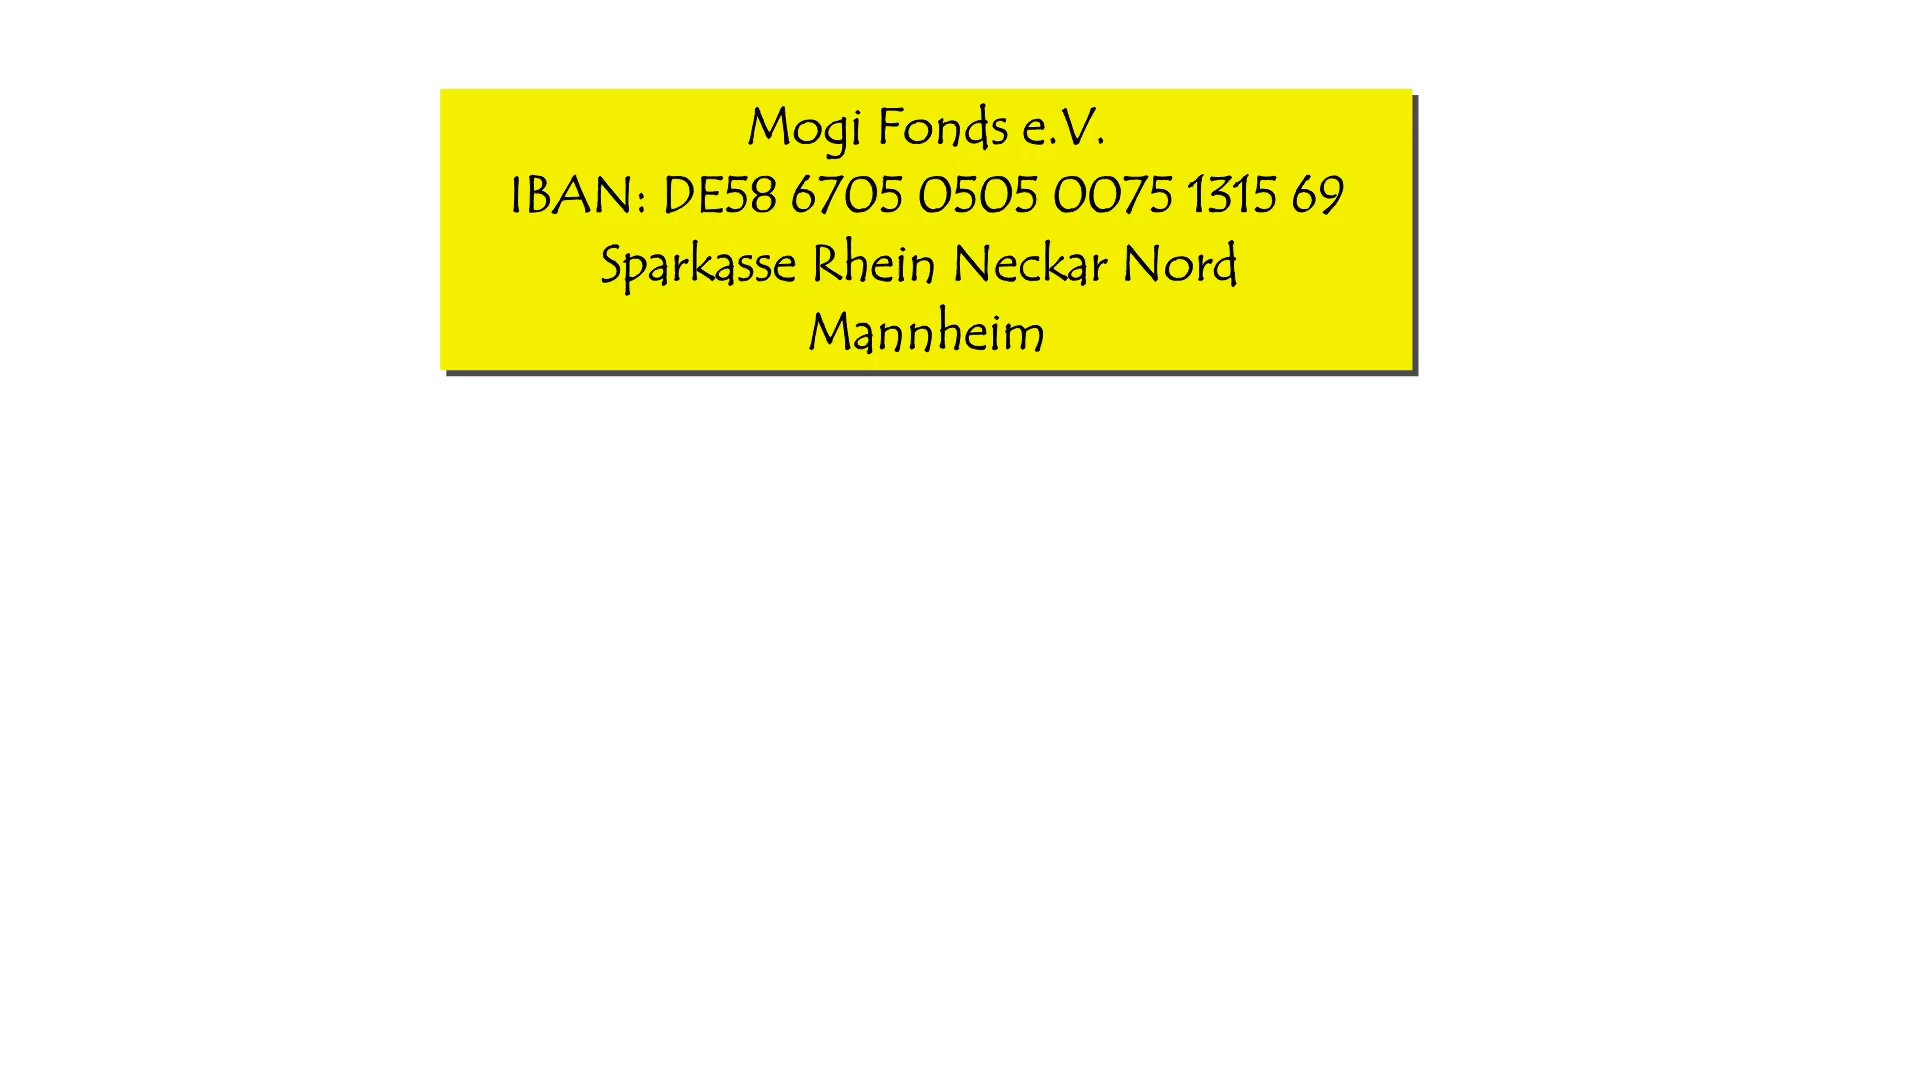 Mogi Fonds e.V.
IBAN: DE58 6705 0505 0075 1315 69
Sparkasse Rhein Neckar Nord
Mannheim